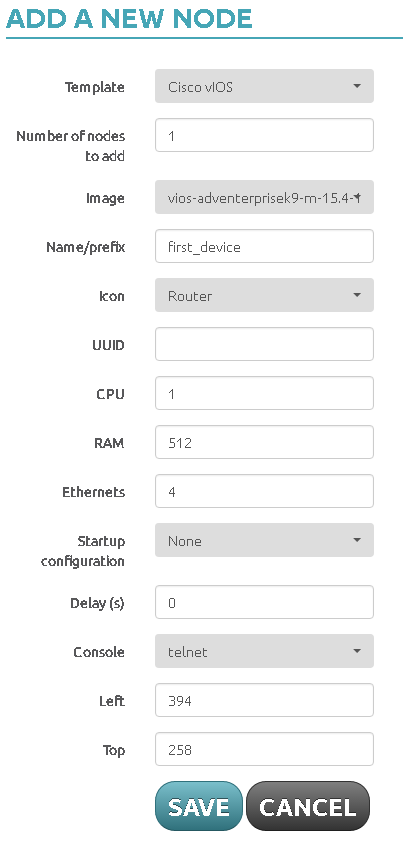 ADD A NEW NODE
Template Cisco vIOS
Number of nodes to add 1
Image vios-adventerprisek9-m-15.4-1
Name/prefix first_device
Icon Router
UUID
CPU 1
RAM 512
Ethernets 4
Startup configuration None
Delay (s) 0
Console telnet
Left 394
Top 258
SAVE CANCEL